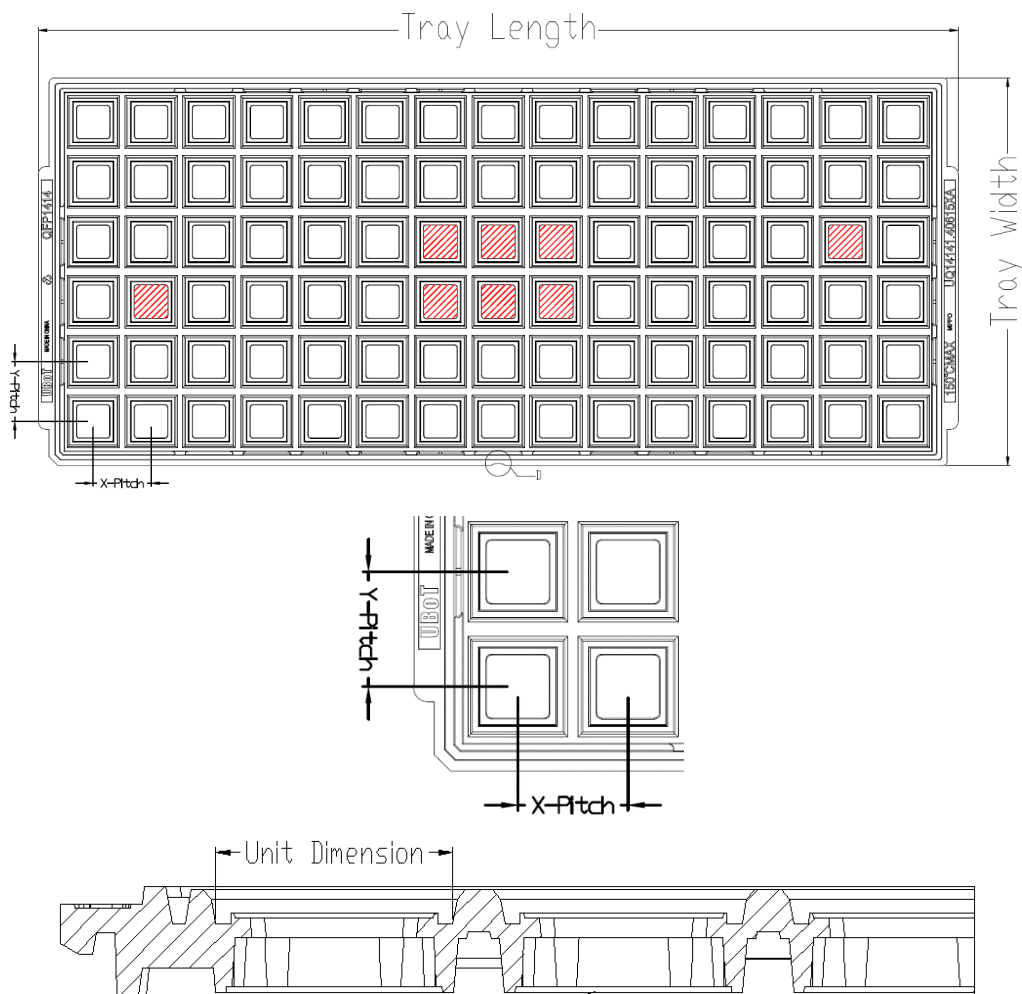 Tray Length
QFP1414
MADE IN CHINA
UBoT
UQ14141.40615XA
MPPO
150°CMAX
Tray Width
Y-Pitch
X-Pitch
D
MADE IN C
UBoT
Y-Pitch
X-Pitch
Unit Dimension